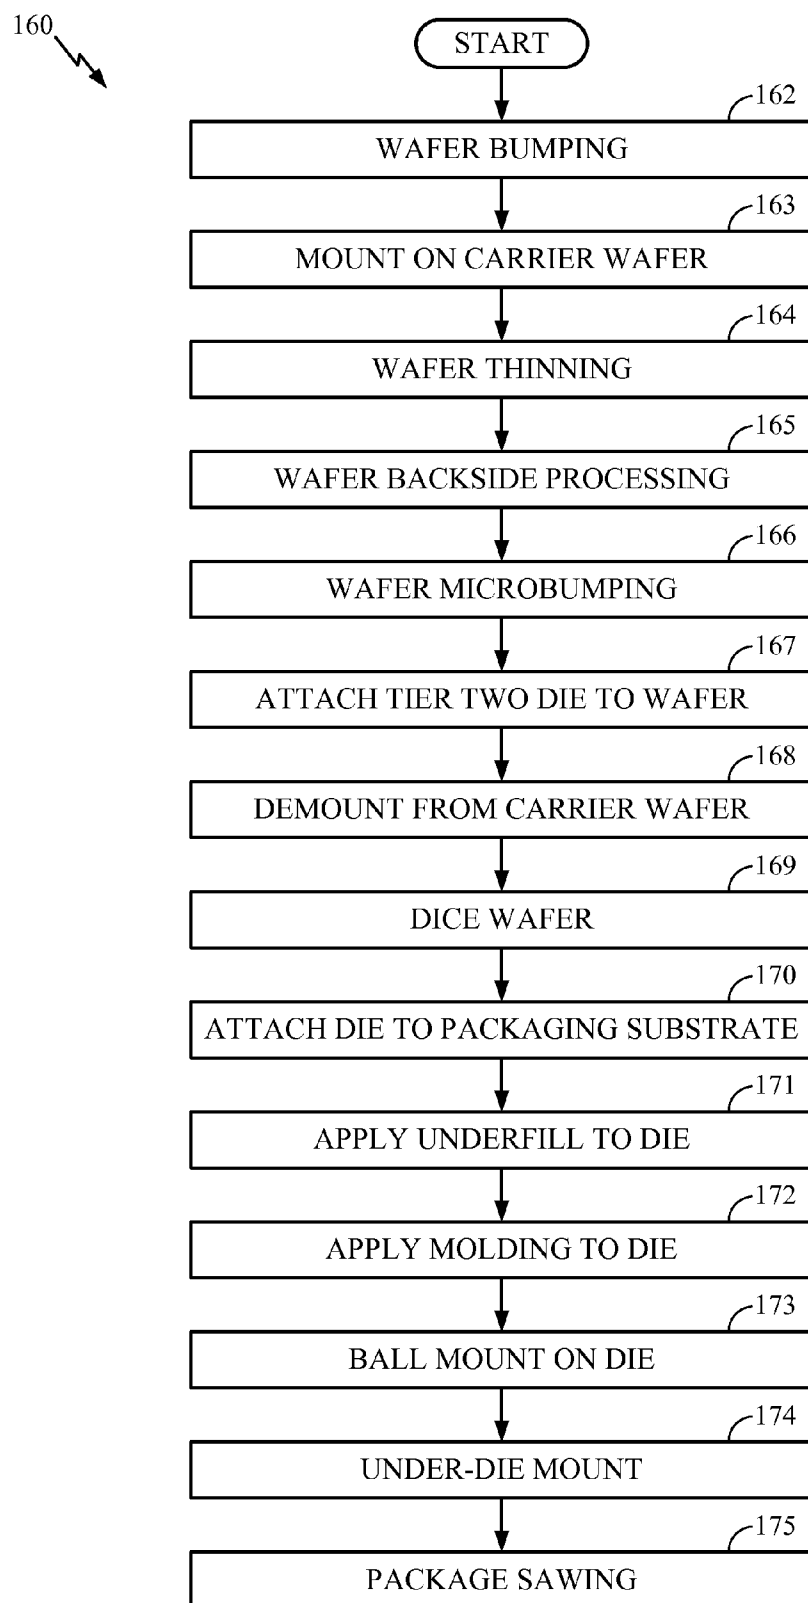 160
START
162
WAFER BUMPING
163
MOUNT ON CARRIER WAFER
164
WAFER THINNING
165
WAFER BACKSIDE PROCESSING
166
WAFER MICROBUMPING
167
ATTACH TIER TWO DIE TO WAFER
168
DEMOUNT FROM CARRIER WAFER
169
DICE WAFER
170
ATTACH DIE TO PACKAGING SUBSTRATE
171
APPLY UNDERFILL TO DIE
172
APPLY MOLDING TO DIE
173
BALL MOUNT ON DIE
174
UNDER-DIE MOUNT
175
PACKAGE SAWING